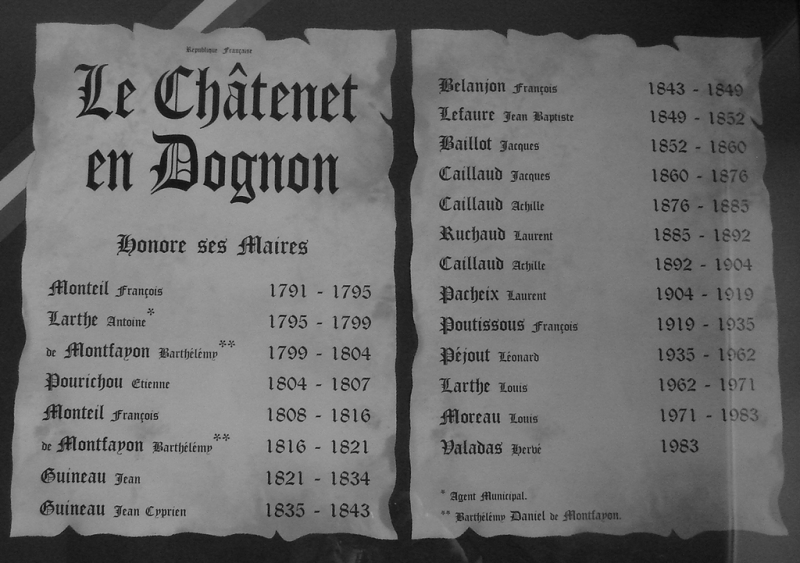 Republique Française
Le Châtenet
en Dognon
Honore ses Maires
Monteil François 1791 - 1795
Larthe Antoine* 1795 - 1799
de Montfayon Barthélémy** 1799 - 1804
Pourichou Etienne 1804 - 1807
Monteil François 1808 - 1816
de Montfayon Barthélémy** 1816 - 1821
Guineau Jean 1821 - 1834
Guineau Jean Cyprien 1835 - 1843
Belanjon François 1843 - 1849
Lefaure Jean Baptiste 1849 - 1852
Baillot Jacques 1852 - 1860
Caillaud Jacques 1860 - 1876
Caillaud Achille 1876 - 1885
Ruchaud Laurent 1885 - 1892
Caillaud Achille 1892 - 1904
Pacheix Laurent 1904 - 1919
Poutissous François 1919 - 1935
Péjout Léonard 1935 - 1962
Larthe Louis 1962 - 1971
Moreau Louis 1971 - 1983
Valadas Hervé 1983
* Agent Municipal.
** Barthélémy Daniel de Montfayon.